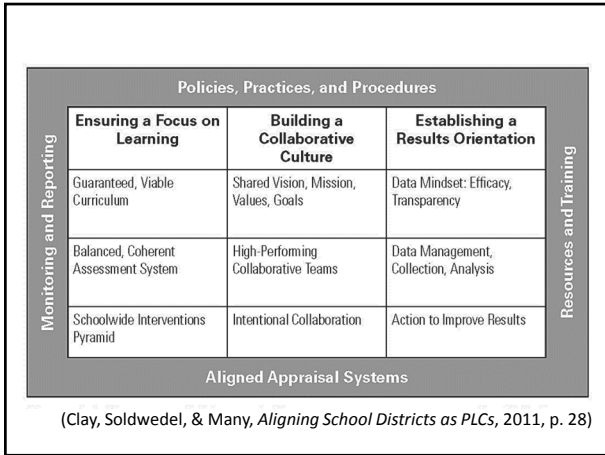 Policies, Practices, and Procedures
Monitoring and Reporting
Ensuring a Focus on
Learning
Building a
Collaborative
Culture
Establishing a
Results Orientation
Guaranteed, Viable
Curriculum
Shared Vision, Mission,
Values, Goals
Data Mindset: Efficacy,
Transparency
Balanced, Coherent
Assessment System
High-Performing
Collaborative Teams
Data Management,
Collection, Analysis
Schoolwide Interventions
Pyramid
Intentional Collaboration
Action to Improve Results
Resources and Training
Aligned Appraisal Systems
(Clay, Soldwedel, & Many, Aligning School Districts as PLCs, 2011, p. 28)